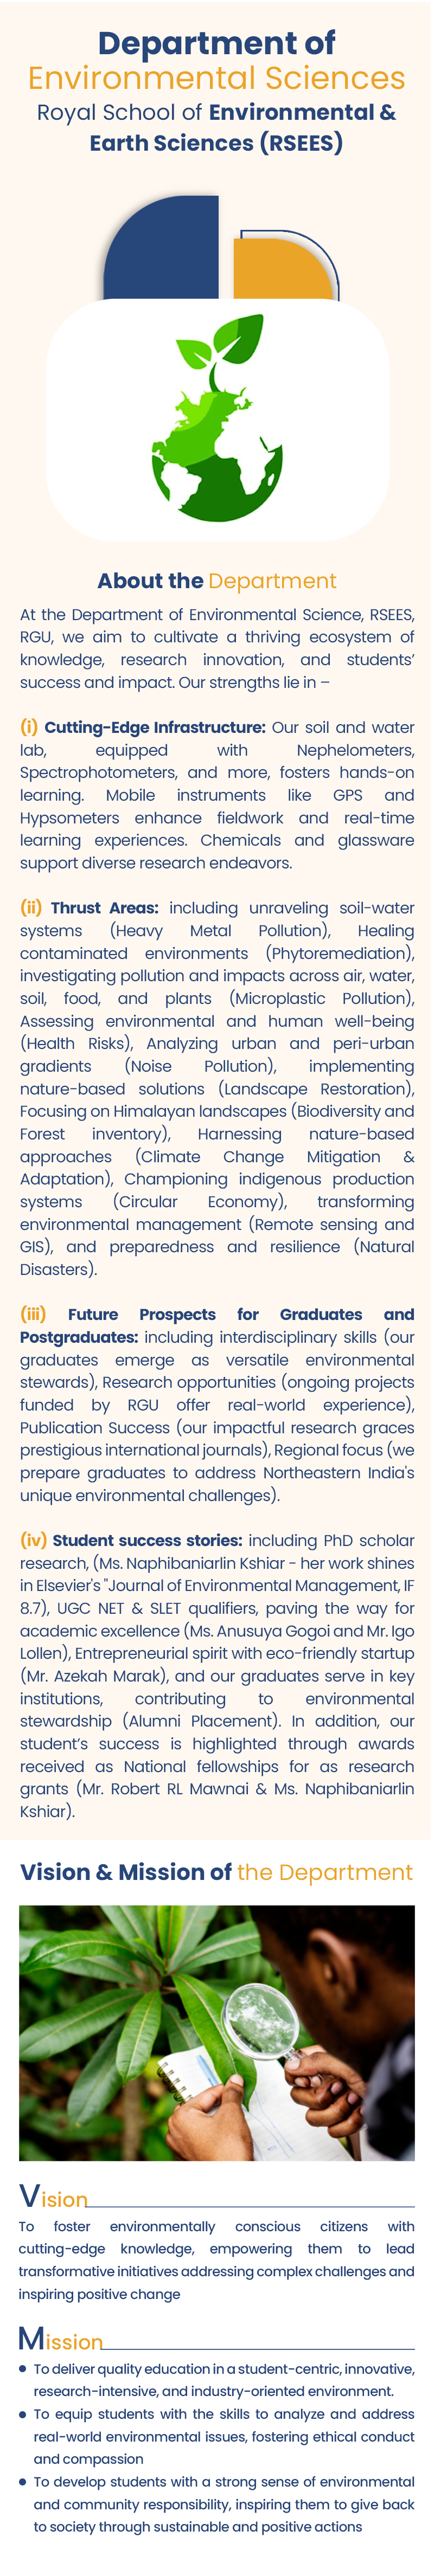 Department of
Environmental Sciences
Royal School of Environmental &
Earth Sciences (RSEES)
About the Department
At the Department of Environmental Science, RSEES,
RGU, we aim to cultivate a thriving ecosystem of
knowledge, research innovation, and students’
success and impact. Our strengths lie in –
(i) Cutting-Edge Infrastructure: Our soil and water
lab, equipped with Nephelometers,
Spectrophotometers, and more, fosters hands-on
learning. Mobile instruments like GPS and
Hypsometers enhance fieldwork and real-time
learning experiences. Chemicals and glassware
support diverse research endeavors.
(ii) Thrust Areas: including unraveling soil-water
systems (Heavy Metal Pollution), Healing
contaminated environments (Phytoremediation),
investigating pollution and impacts across air, water,
soil, food, and plants (Microplastic Pollution),
Assessing environmental and human well-being
(Health Risks), Analyzing urban and peri-urban
gradients (Noise Pollution), implementing
nature-based solutions (Landscape Restoration),
Focusing on Himalayan landscapes (Biodiversity and
Forest inventory), Harnessing nature-based
approaches (Climate Change Mitigation &
Adaptation), Championing indigenous production
systems (Circular Economy), transforming
environmental management (Remote sensing and
GIS), and preparedness and resilience (Natural
Disasters).
(iii) Future Prospects for Graduates and
Postgraduates: including interdisciplinary skills (our
graduates emerge as versatile environmental
stewards), Research opportunities (ongoing projects
funded by RGU offer real-world experience),
Publication Success (our impactful research graces
prestigious international journals), Regional focus (we
prepare graduates to address Northeastern India's
unique environmental challenges).
(iv) Student success stories: including PhD scholar
research, (Ms. Naphibaniarlin Kshiar - her work shines
in Elsevier's "Journal of Environmental Management, IF
8.7), UGC NET & SLET qualifiers, paving the way for
academic excellence (Ms. Anusuya Gogoi and Mr. Igo
Lollen), Entrepreneurial spirit with eco-friendly startup
(Mr. Azekah Marak), and our graduates serve in key
institutions, contributing to environmental
stewardship (Alumni Placement). In addition, our
student’s success is highlighted through awards
received as National fellowships for as research
grants (Mr. Robert RL Mawnai & Ms. Naphibaniarlin
Kshiar).
Vision & Mission of the Department
Vision
To foster environmentally conscious citizens with
cutting-edge knowledge, empowering them to lead
transformative initiatives addressing complex challenges and
inspiring positive change
Mission
• To deliver quality education in a student-centric, innovative,
research-intensive, and industry-oriented environment.
• To equip students with the skills to analyze and address
real-world environmental issues, fostering ethical conduct
and compassion
• To develop students with a strong sense of environmental
and community responsibility, inspiring them to give back
to society through sustainable and positive actions